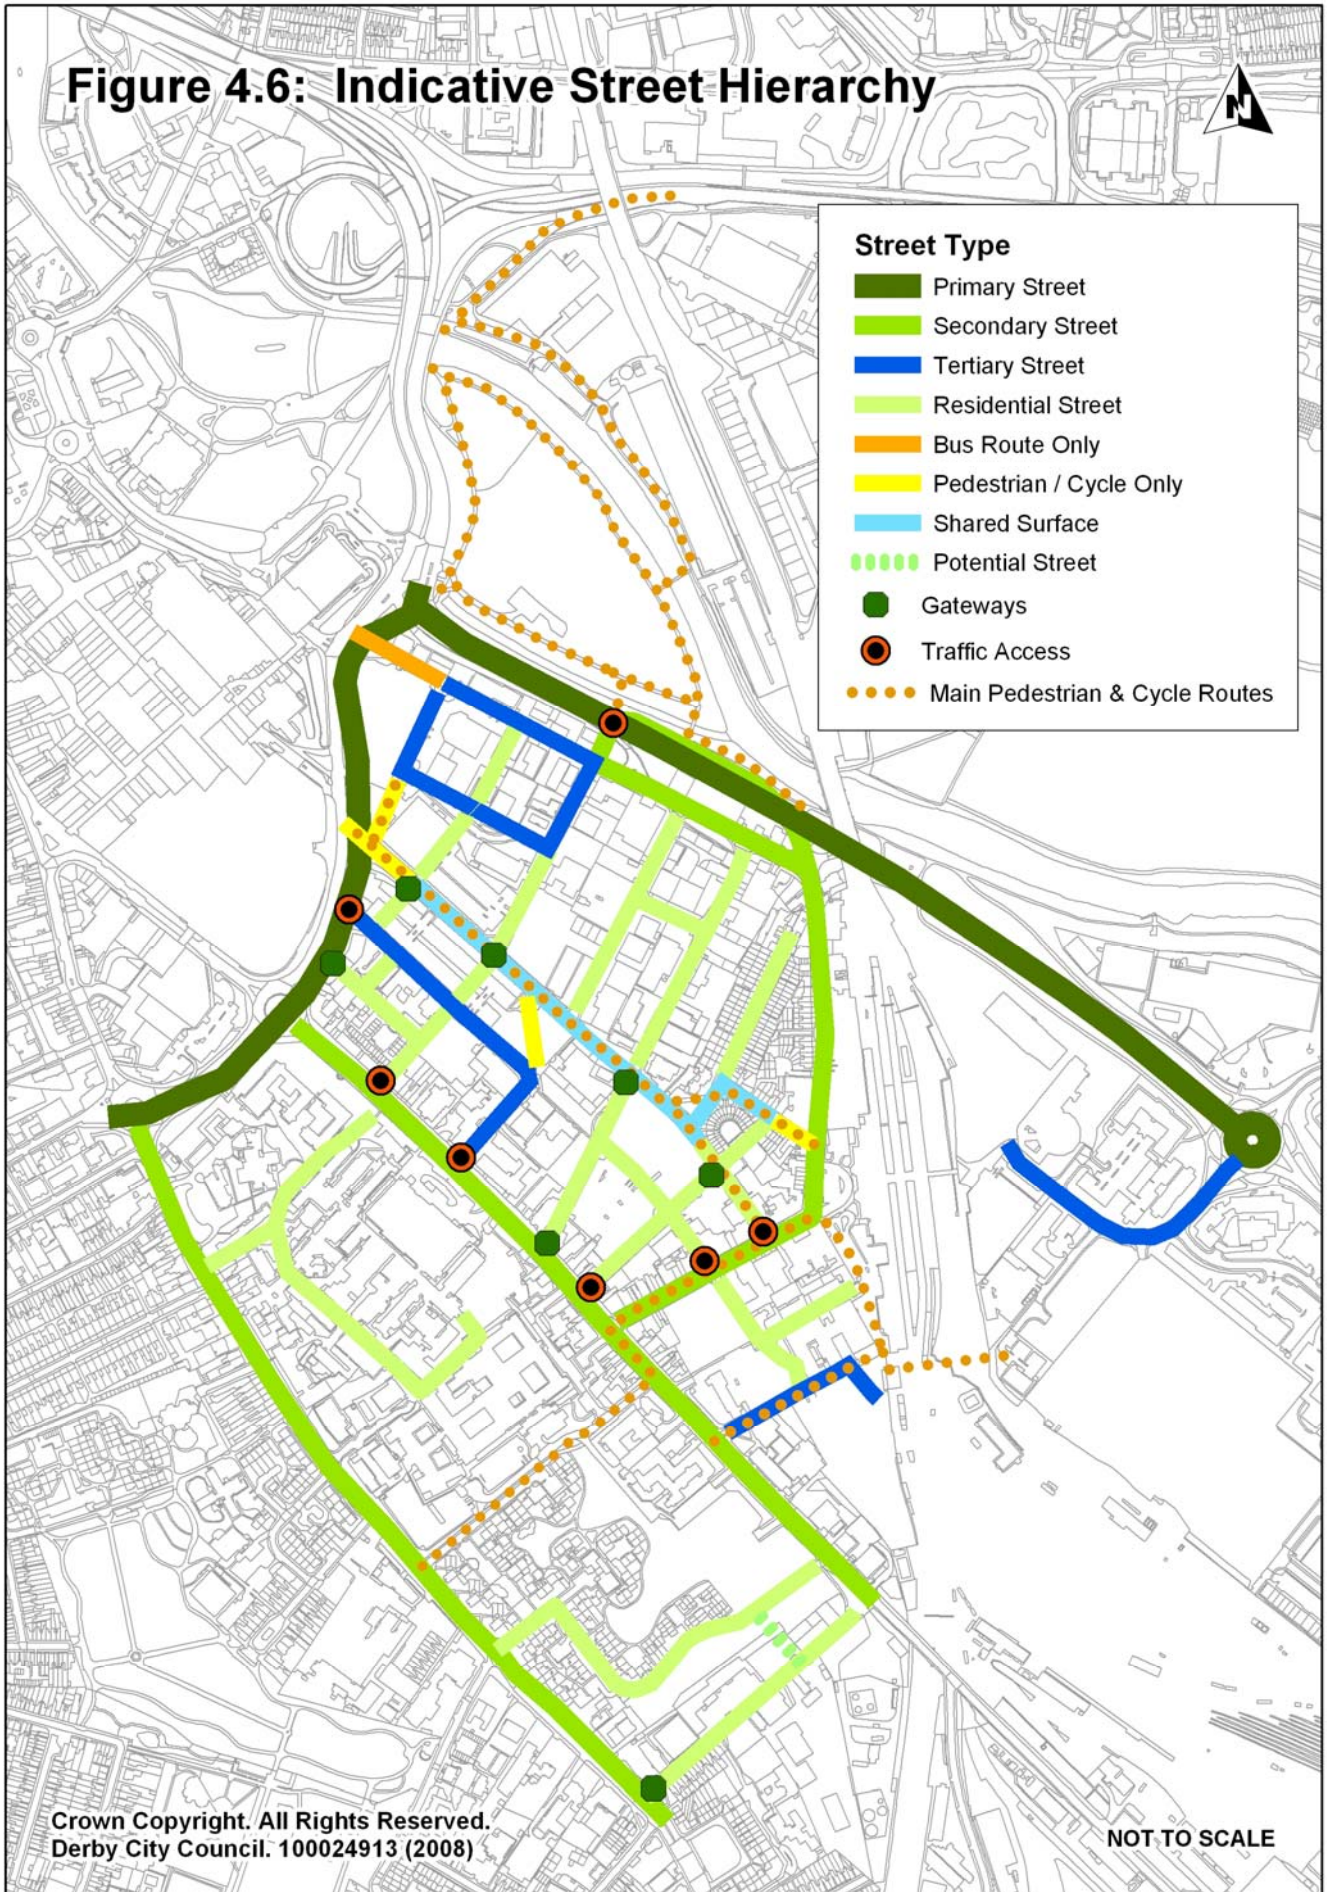 Figure 4.6: Indicative Street Hierarchy
N
Street Type
Primary Street
Secondary Street
Tertiary Street
Residential Street
Bus Route Only
Pedestrian / Cycle Only
Shared Surface
Potential Street
Gateways
Traffic Access
Main Pedestrian & Cycle Routes
Crown Copyright. All Rights Reserved.
Derby City Council. 100024913 (2008)
NOT TO SCALE